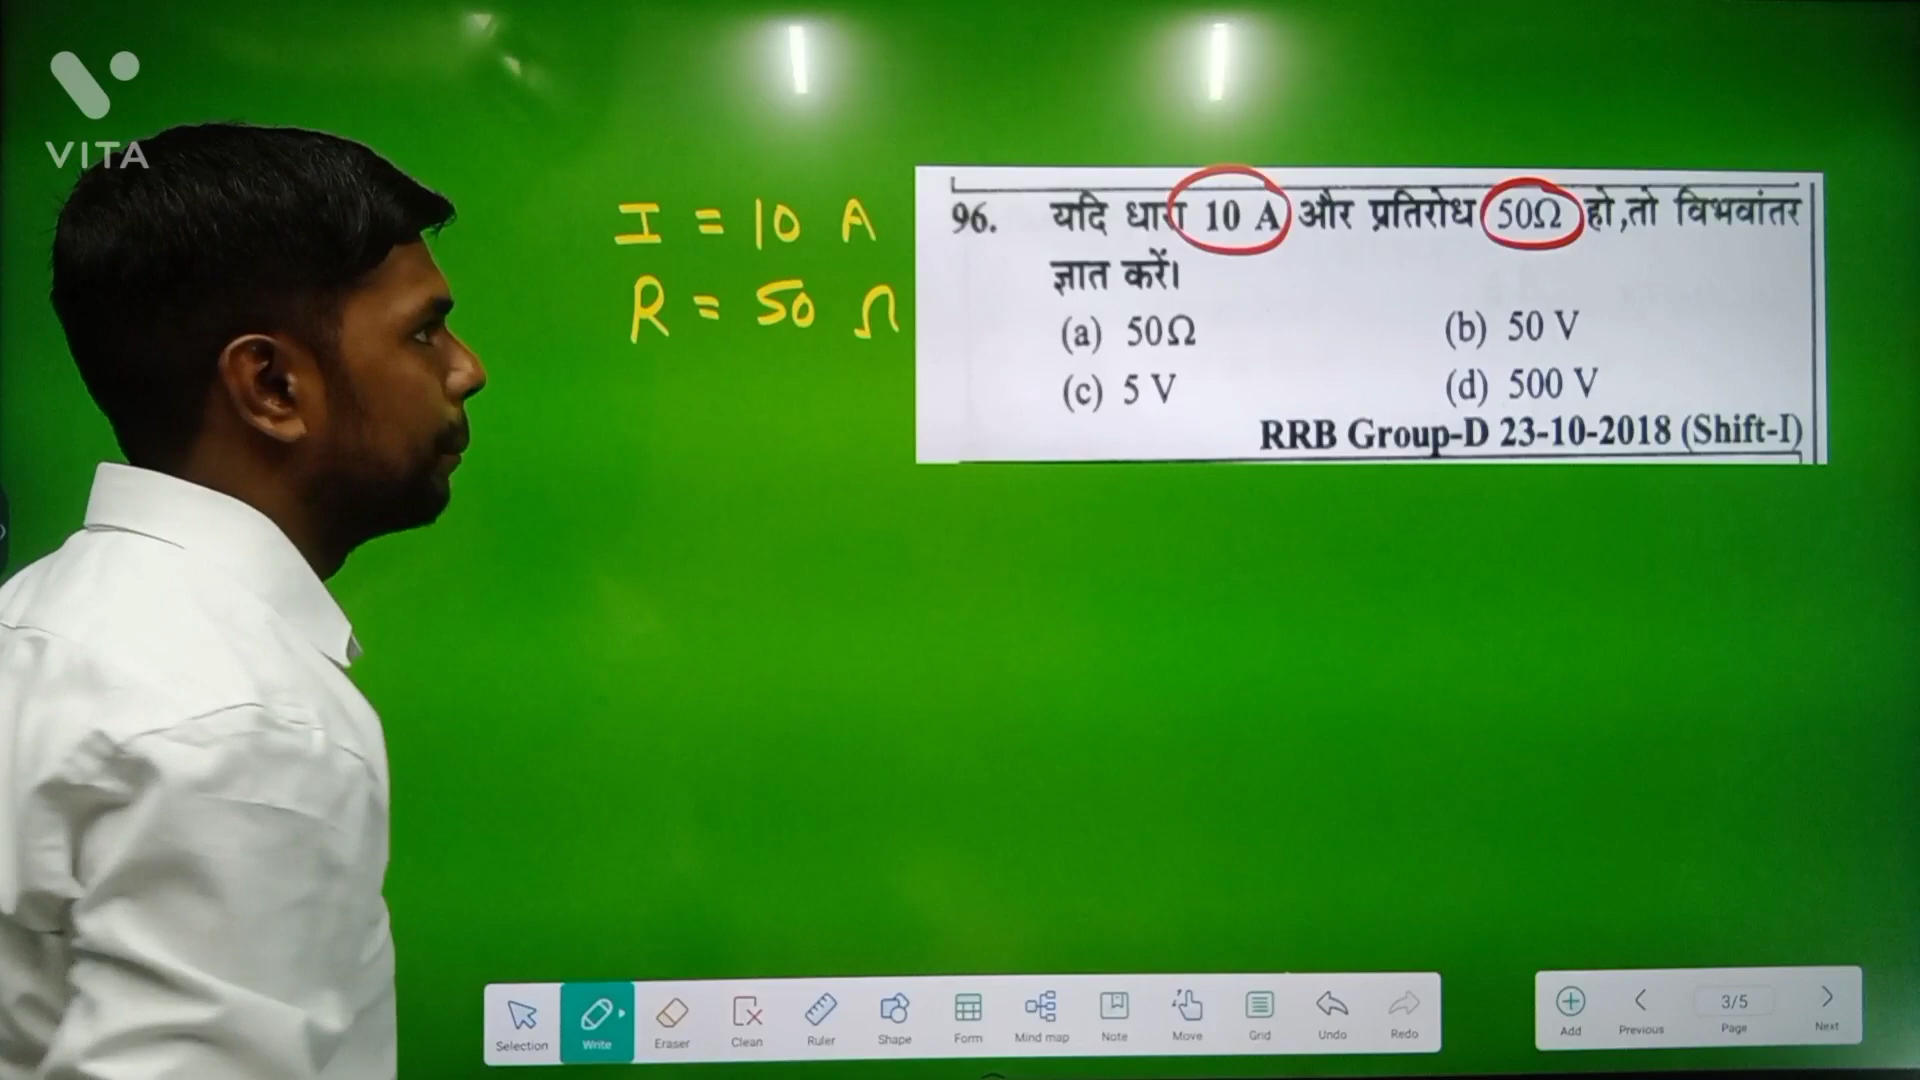 VITA
I = 10 A
R = 50 Ω
96. यदि धारा 10 A और प्रतिरोध 50Ω हो,तो विभवांतर
ज्ञात करें।
(a) 50Ω (b) 50 V
(c) 5 V (d) 500 V
RRB Group-D 23-10-2018 (Shift-I)
Selection Write Eraser Clean Ruler Shape Form Mind map Note Move Grid Undo Redo
3/5
Add Previous Page Next